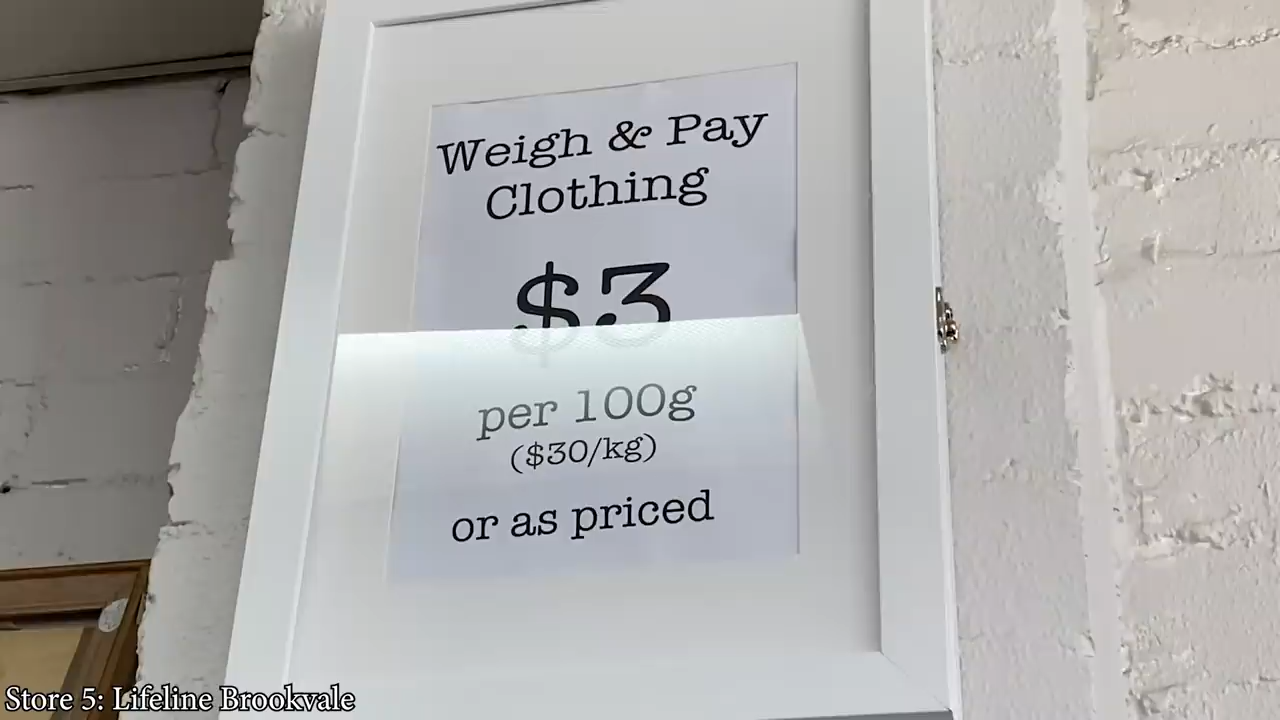 Weigh & Pay
Clothing
$3
per 100g
($30/kg)
or as priced
Store 5: Lifeline Brookvale